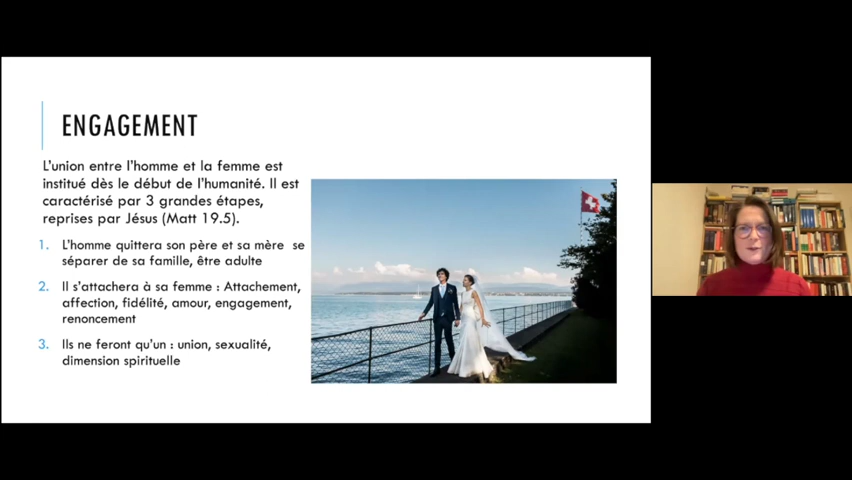 ENGAGEMENT
L'union entre l'homme et la femme est
institué dès le début de l'humanité. Il est
caractérisé par 3 grandes étapes,
reprises par Jésus (Matt 19.5).
1. L'homme quittera son père et sa mère se
séparer de sa famille, être adulte
2. Il s'attachera à sa femme : Attachement,
affection, fidélité, amour, engagement,
renoncement
3. Ils ne feront qu'un : union, sexualité,
dimension spirituelle